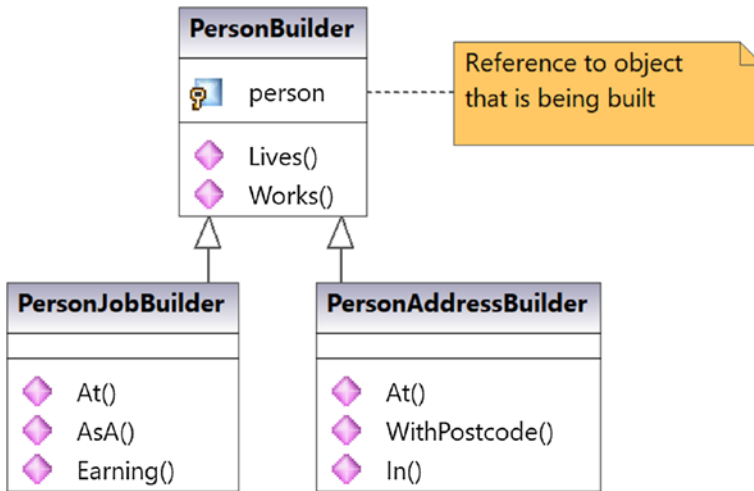 PersonBuilder
person
Reference to object
that is being built
Lives()
Works()
PersonJobBuilder
At()
AsA()
Earning()
PersonAddressBuilder
At()
WithPostcode()
In()